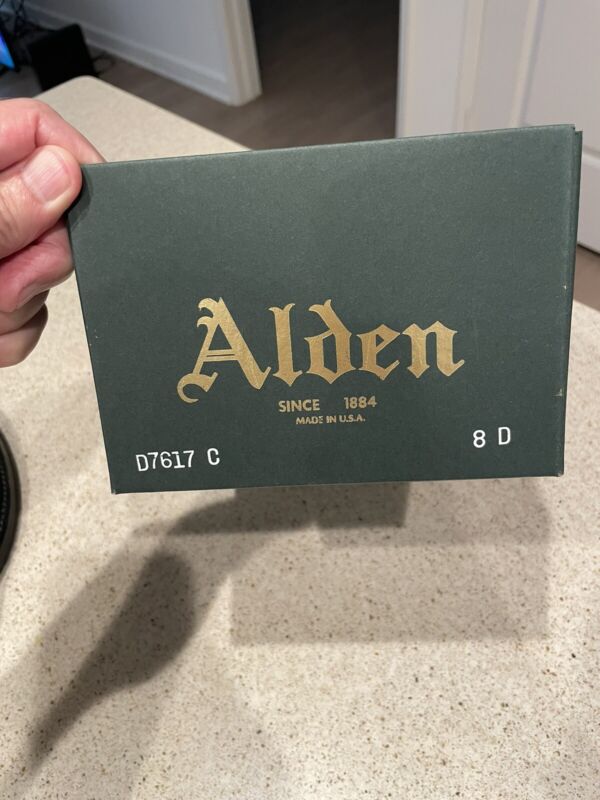 Alden
SINCE 1884
MADE IN U.S.A.
D7617 C 8 D